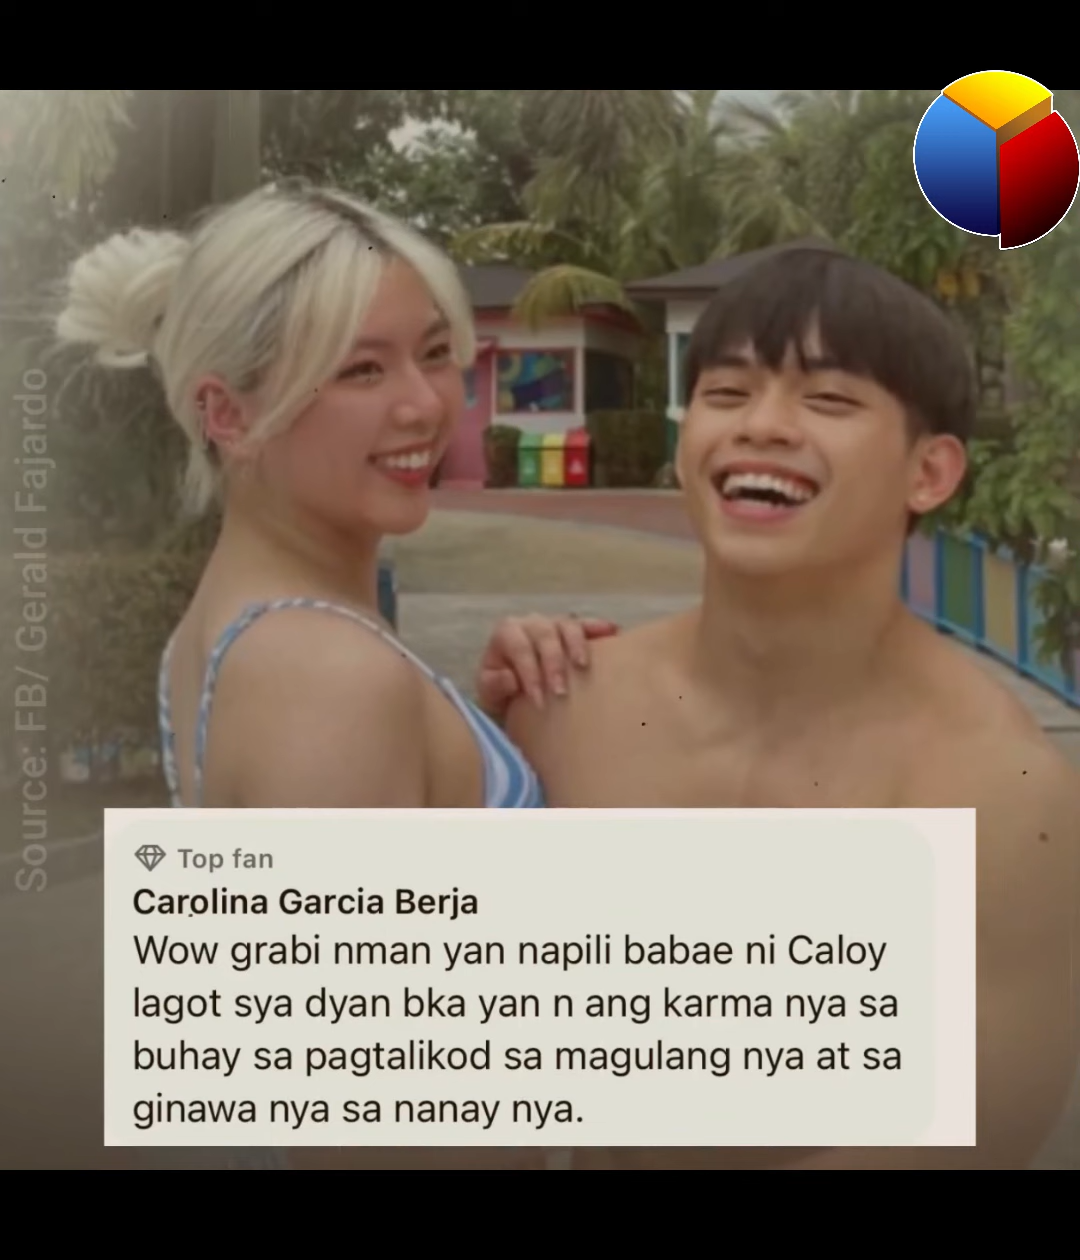 Source: FB/ Gerald Fajardo
Top fan
Carolina Garcia Berja
Wow grabi nman yan napili babae ni Caloy
lagot sya dyan bka yan n ang karma nya sa
buhay sa pagtalikod sa magulang nya at sa
ginawa nya sa nanay nya.